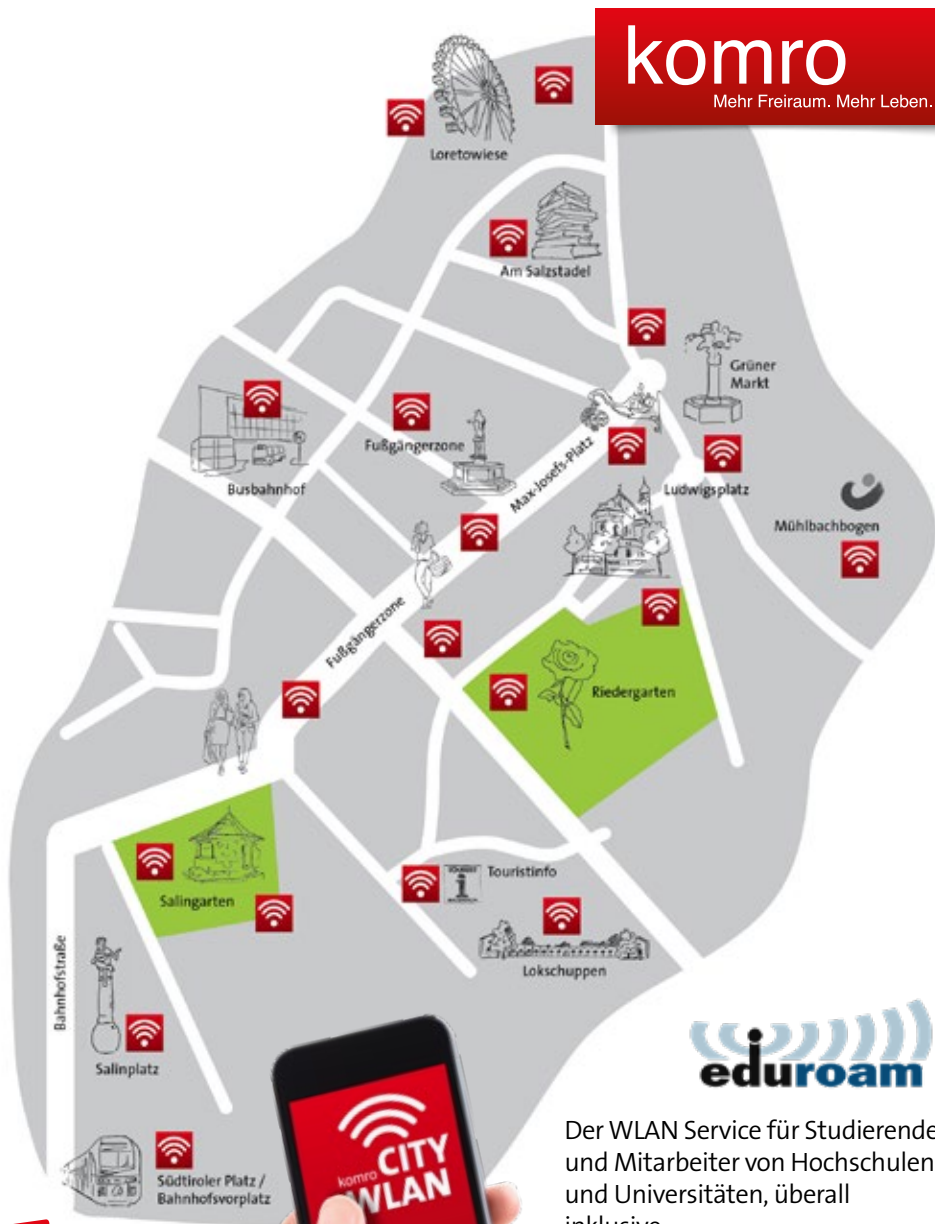 komro
Mehr Freiraum. Mehr Leben.
Loretowiese
Am Salzstadel
Grüner
Markt
Fußgängerzone
Busbahnhof
Max-Josefs-Platz
Ludwigsplatz
Mühlbachbogen
Fußgängerzone
Riedergarten
Salingarten
i
Touristinfo
Lokschuppen
Bahnhofstraße
Salinplatz
eduroam
Südtiroler Platz /
Bahnhofsvorplatz
komro
CITY
WLAN
Der WLAN Service für Studierende
und Mitarbeiter von Hochschulen
und Universitäten, überall
inklusive